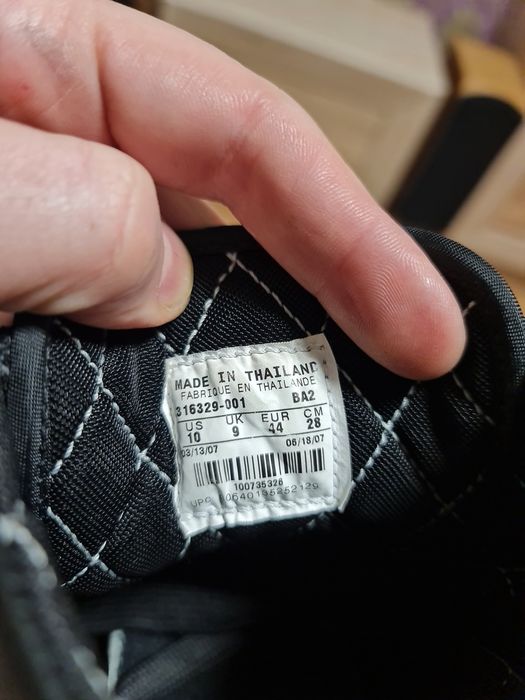 MADE IN THAILAND
FABRIQUE EN THAILANDE
316329-001 BA2
US UK EUR CM
10 9 44 28
03/13/07 06/18/07
100735326
UPC